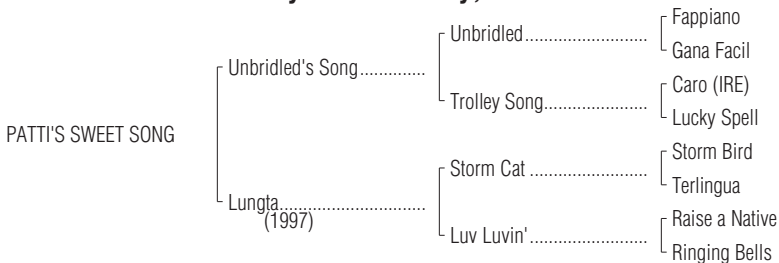 Fappiano
Unbridled..............................
Gana Facil
Unbridled's Song..............
Caro (IRE)
Trolley Song.........................
Lucky Spell
PATTI'S SWEET SONG
Storm Bird
Storm Cat .............................
Terlingua
Lungta...................................
(1997)
Raise a Native
Luv Luvin'.............................
Ringing Bells